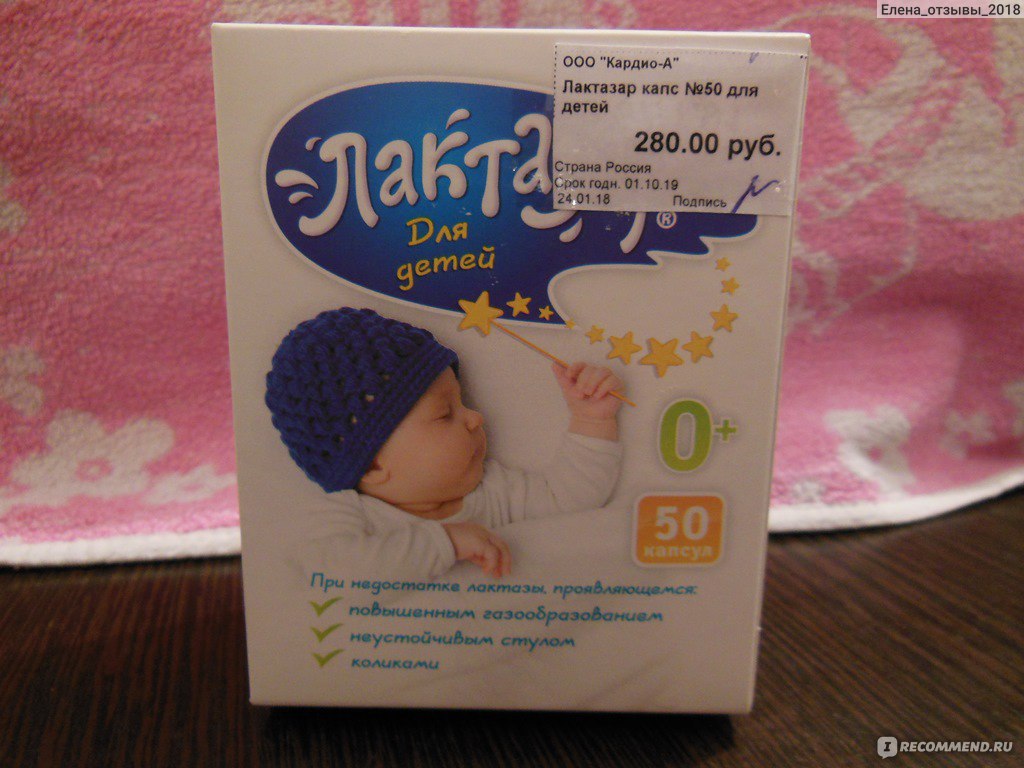 Елена_отзывы_2018
ООО "Кардио-А"
Лактазар капс №50 для
детей
280.00 руб.
Страна Россия
Срок годн. 01.10.19
24.01.18 Подпись
®
Для
детей
0+
50
капсул
При недостатке лактазы, проявляющемся:
повышенным газообразованием
неустойчивым стулом
коликами
I RECOMMEND.RU